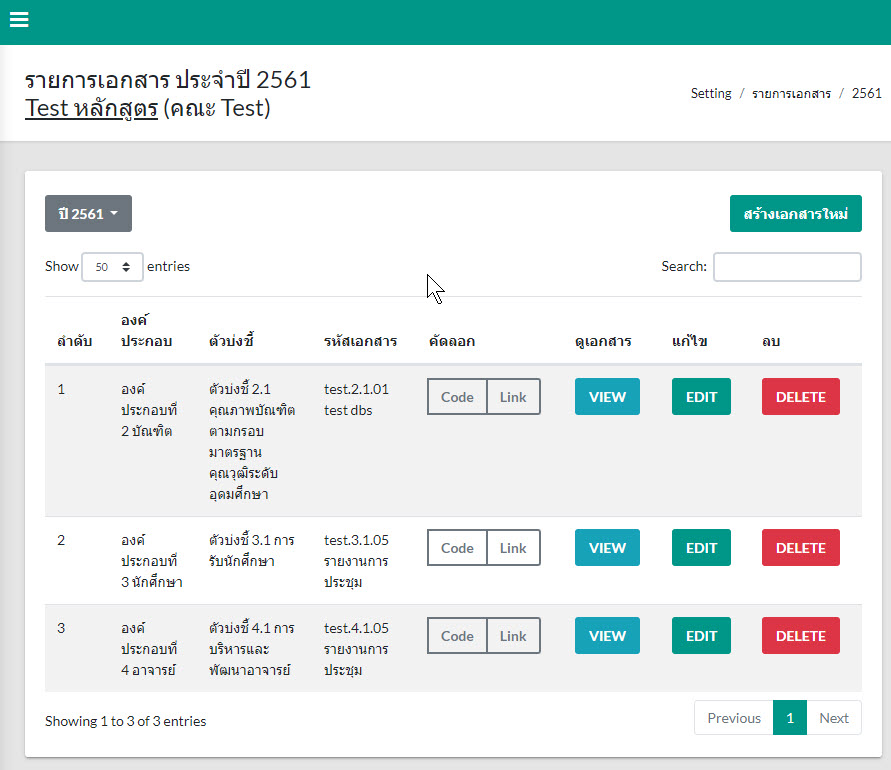 รายการเอกสาร ประจำปี 2561
Test หลักสูตร (คณะ Test)
Setting / รายการเอกสาร / 2561
ปี 2561
สร้างเอกสารใหม่
Show 50 entries
Search:
ลำดับ องค์ประกอบ ตัวบ่งชี้ รหัสเอกสาร คัดลอก ดูเอกสาร แก้ไข ลบ
1
องค์
ประกอบที่
2 บัณฑิต
ตัวบ่งชี้ 2.1
คุณภาพบัณฑิต
ตามกรอบ
มาตรฐาน
คุณวุฒิระดับ
อุดมศึกษา
test.2.1.01
test dbs
Code Link VIEW EDIT DELETE
2
องค์
ประกอบที่
3 นักศึกษา
ตัวบ่งชี้ 3.1 การ
รับนักศึกษา
test.3.1.05
รายงานการ
ประชุม
Code Link VIEW EDIT DELETE
3
องค์
ประกอบที่
4 อาจารย์
ตัวบ่งชี้ 4.1 การ
บริหารและ
พัฒนาอาจารย์
test.4.1.05
รายงานการ
ประชุม
Code Link VIEW EDIT DELETE
Showing 1 to 3 of 3 entries
Previous 1 Next